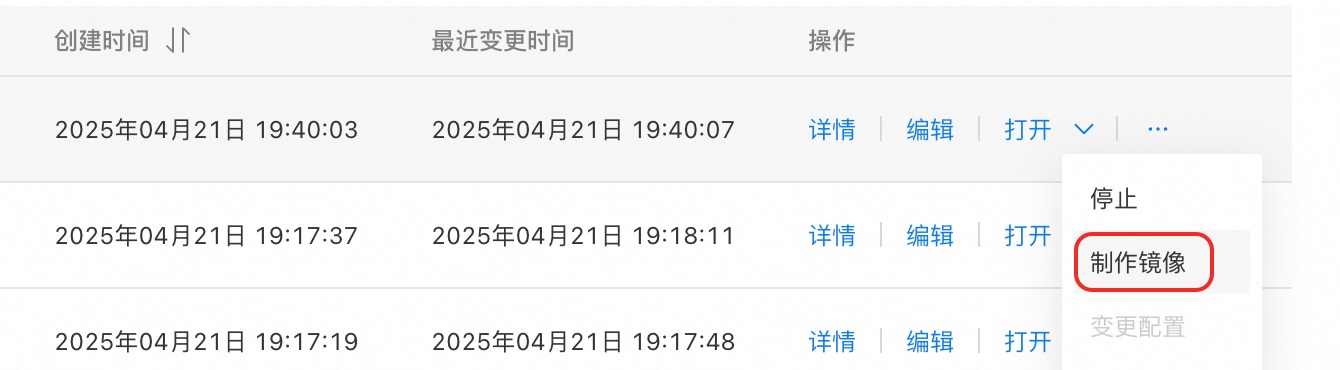 创建时间 最近变更时间 操作
2025年04月21日 19:40:03 2025年04月21日 19:40:07 详情 编辑 打开 ...
停止
2025年04月21日 19:17:37 2025年04月21日 19:18:11 详情 编辑 打开
制作镜像
变更配置
2025年04月21日 19:17:19 2025年04月21日 19:17:48 详情 编辑 打开